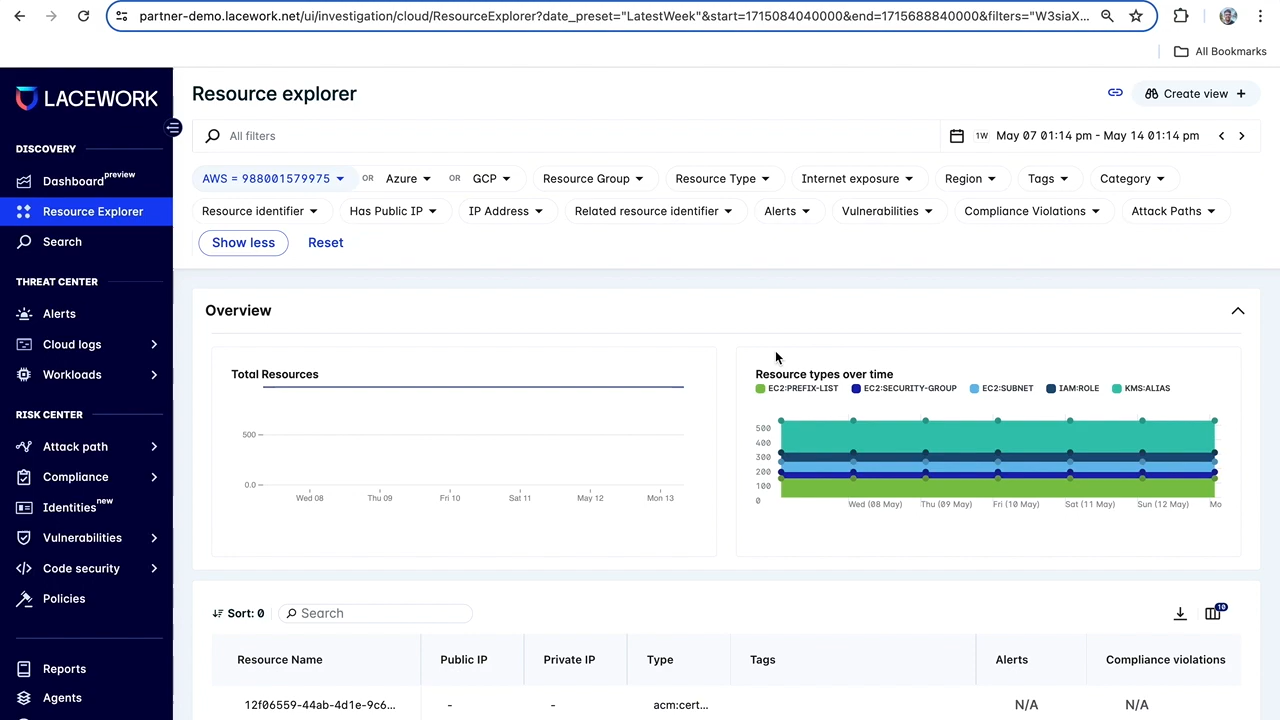 partner-demo.lacework.net/ui/investigation/cloud/ResourceExplorer?date_preset="LatestWeek"&start=1715084040000&end=1715688840000&filters="W3siaX...
All Bookmarks
LACEWORK
DISCOVERY
Dashboard preview
Resource Explorer
Search
THREAT CENTER
Alerts
Cloud logs
Workloads
RISK CENTER
Attack path
Compliance
Identities new
Vulnerabilities
Code security
Policies
Reports
Agents
Resource explorer
Create view +
All filters
1W May 07 01:14 pm - May 14 01:14 pm
AWS = 988001579975 OR Azure OR GCP Resource Group Resource Type Internet exposure Region Tags Category
Resource identifier Has Public IP IP Address Related resource identifier Alerts Vulnerabilities Compliance Violations Attack Paths
Show less Reset
Overview
Total Resources
500
0.0
Wed 08 Thu 09 Fri 10 Sat 11 May 12 Mon 13
Resource types over time
EC2:PREFIX-LIST EC2:SECURITY-GROUP EC2:SUBNET IAM:ROLE KMS:ALIAS
500
400
300
200
100
0
Wed (08 May) Thu (09 May) Fri (10 May) Sat (11 May) Sun (12 May) Mo
Sort: 0 Search
10
Resource Name Public IP Private IP Type Tags Alerts Compliance violations
12f06559-44ab-4d1e-9c6... - - acm:cert... N/A N/A